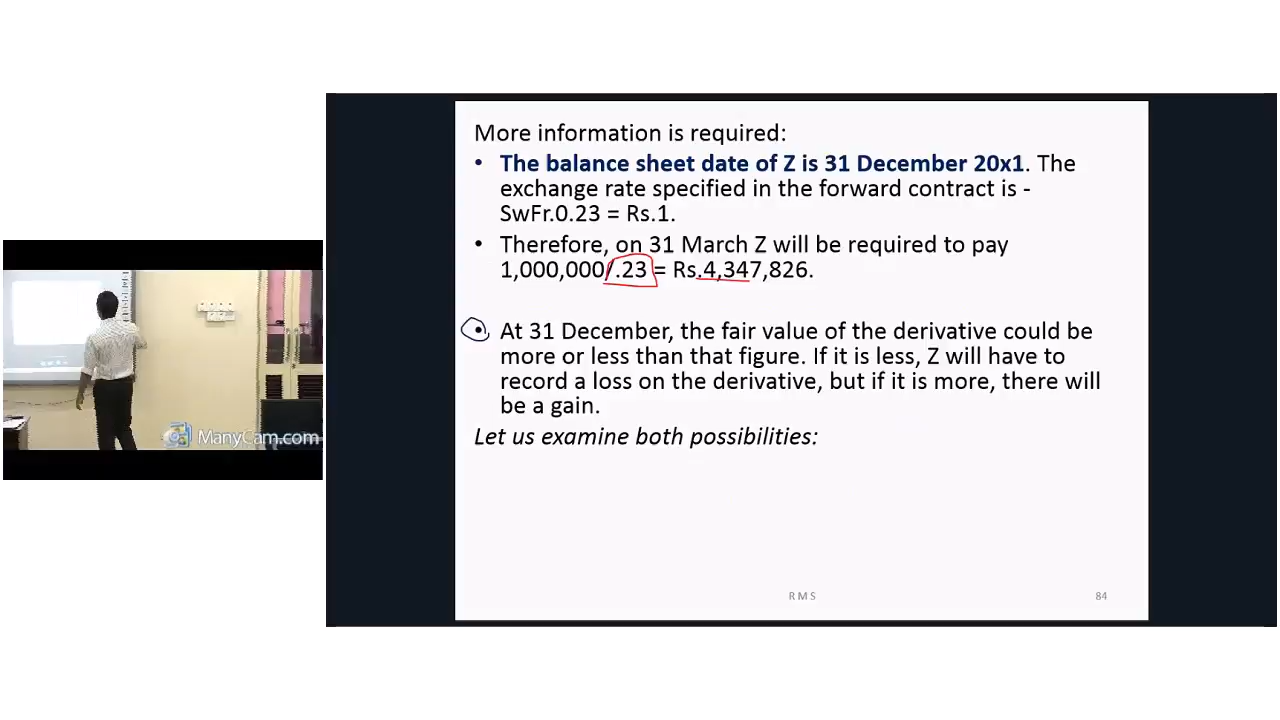 More information is required:
• The balance sheet date of Z is 31 December 20x1. The
exchange rate specified in the forward contract is -
SwFr.0.23 = Rs.1.
• Therefore, on 31 March Z will be required to pay
1,000,000/.23 = Rs.4,347,826.
• At 31 December, the fair value of the derivative could be
more or less than that figure. If it is less, Z will have to
record a loss on the derivative, but if it is more, there will
be a gain.
Let us examine both possibilities:
ManyCam.com
R M S
84